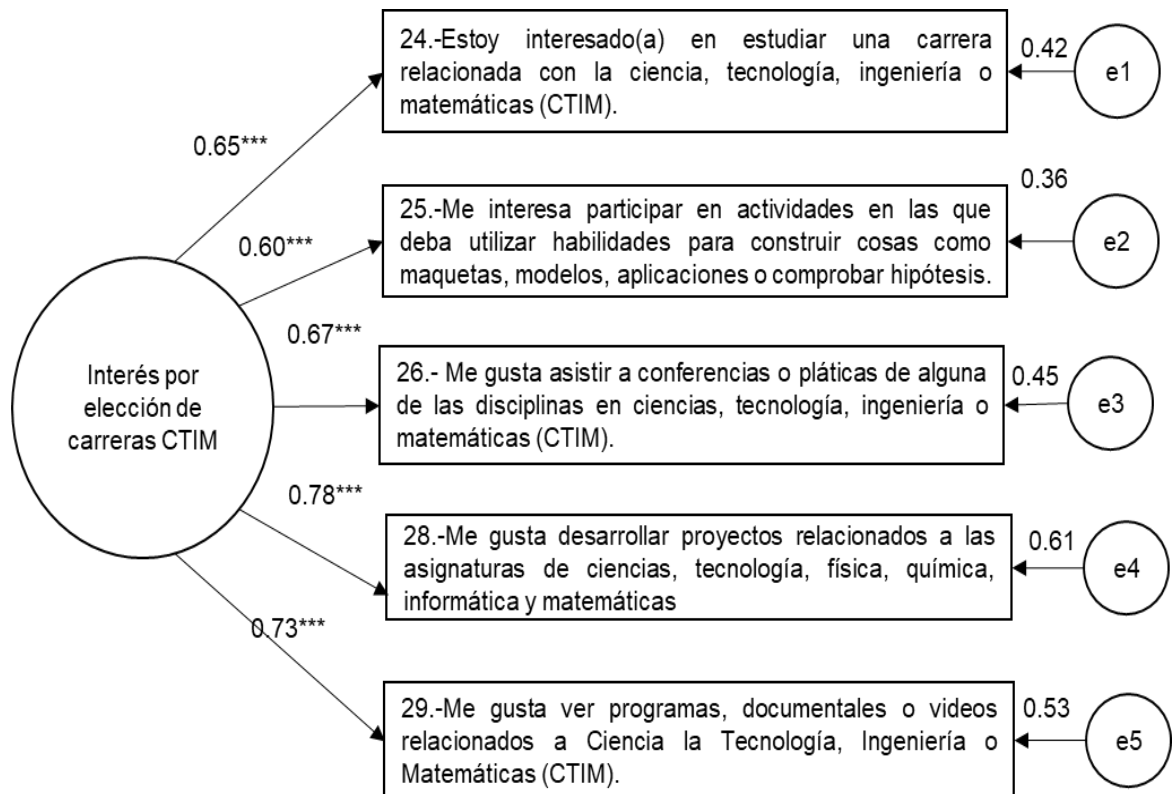 24.-Estoy interesado(a) en estudiar una carrera
relacionada con la ciencia, tecnología, ingeniería o
matemáticas (CTIM).
0.42
e1
0.65***
25.-Me interesa participar en actividades en las que
deba utilizar habilidades para construir cosas como
maquetas, modelos, aplicaciones o comprobar hipótesis.
0.36
e2
0.60***
Interés por
elección de
carreras CTIM
0.67***
26.- Me gusta asistir a conferencias o pláticas de alguna
de las disciplinas en ciencias, tecnología, ingeniería o
matemáticas (CTIM).
0.45
e3
0.78***
28.-Me gusta desarrollar proyectos relacionados a las
asignaturas de ciencias, tecnología, física, química,
informática y matemáticas
0.61
e4
0.73***
29.-Me gusta ver programas, documentales o videos
relacionados a Ciencia la Tecnología, Ingeniería o
Matemáticas (CTIM).
0.53
e5